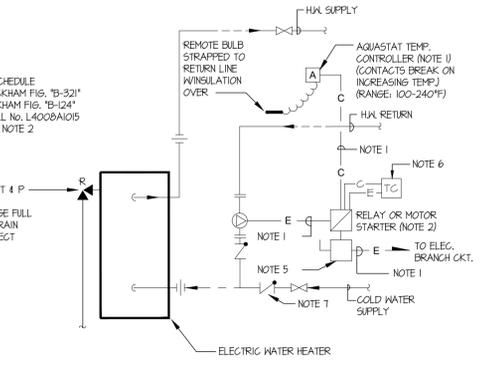 H.W. SUPPLY
REMOTE BULB
STRAPPED TO
RETURN LINE
W/INSULATION
OVER
AQUASTAT TEMP.
CONTROLLER (NOTE 1)
(CONTACTS BREAK ON
INCREASING TEMP.)
(RANGE: 100-240°F)
A
C
CHEDULE
KHAM FIG. "B-321"
KHAM FIG. "B-124"
L No. L4008A1015
NOTE 2
H.W. RETURN
NOTE 1
C
NOTE 6
R
T & P
C
TC
E
SE FULL
RAIN
ECT
E
RELAY OR MOTOR
STARTER (NOTE 2)
NOTE 1
E
TO ELEC.
BRANCH CKT.
NOTE 5
NOTE 1
NOTE 7
COLD WATER
SUPPLY
ELECTRIC WATER HEATER